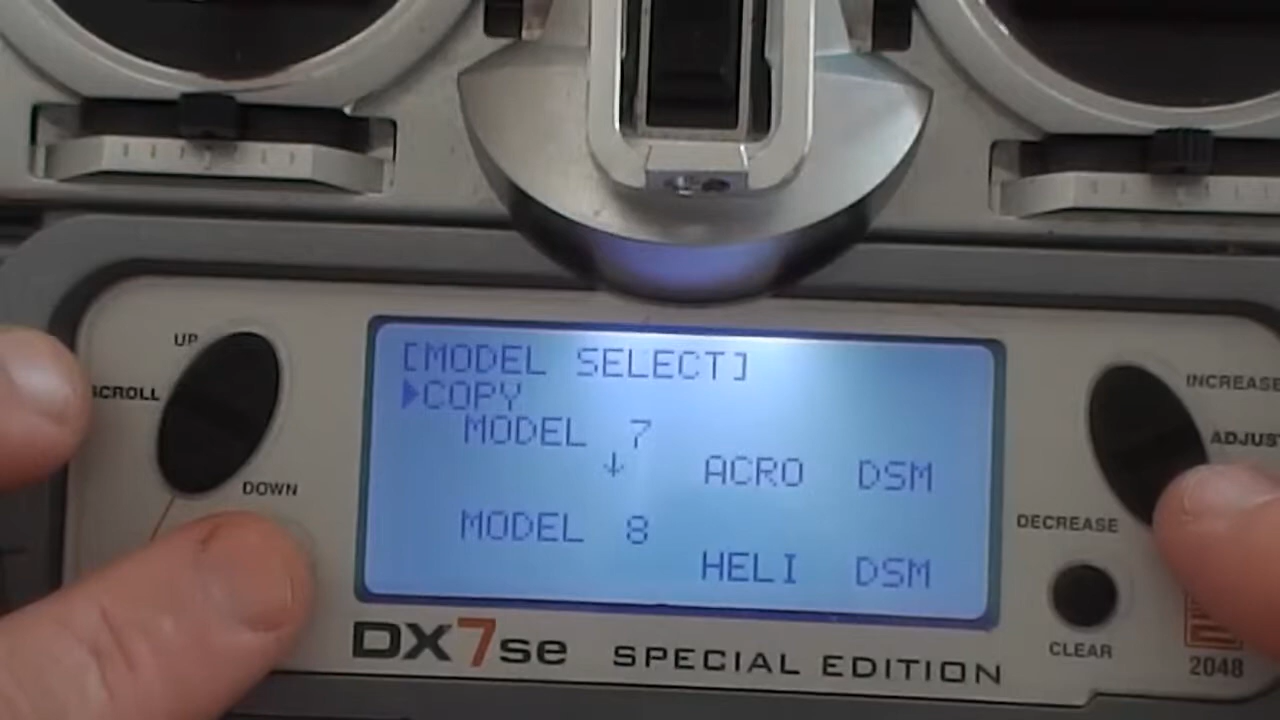 UP
SCROLL
DOWN
[MODEL SELECT]
▶COPY
MODEL 7
↓ ACRO DSM
MODEL 8
HELI DSM
INCREASE
DECREASE
CLEAR
2048
DX7se SPECIAL EDITION